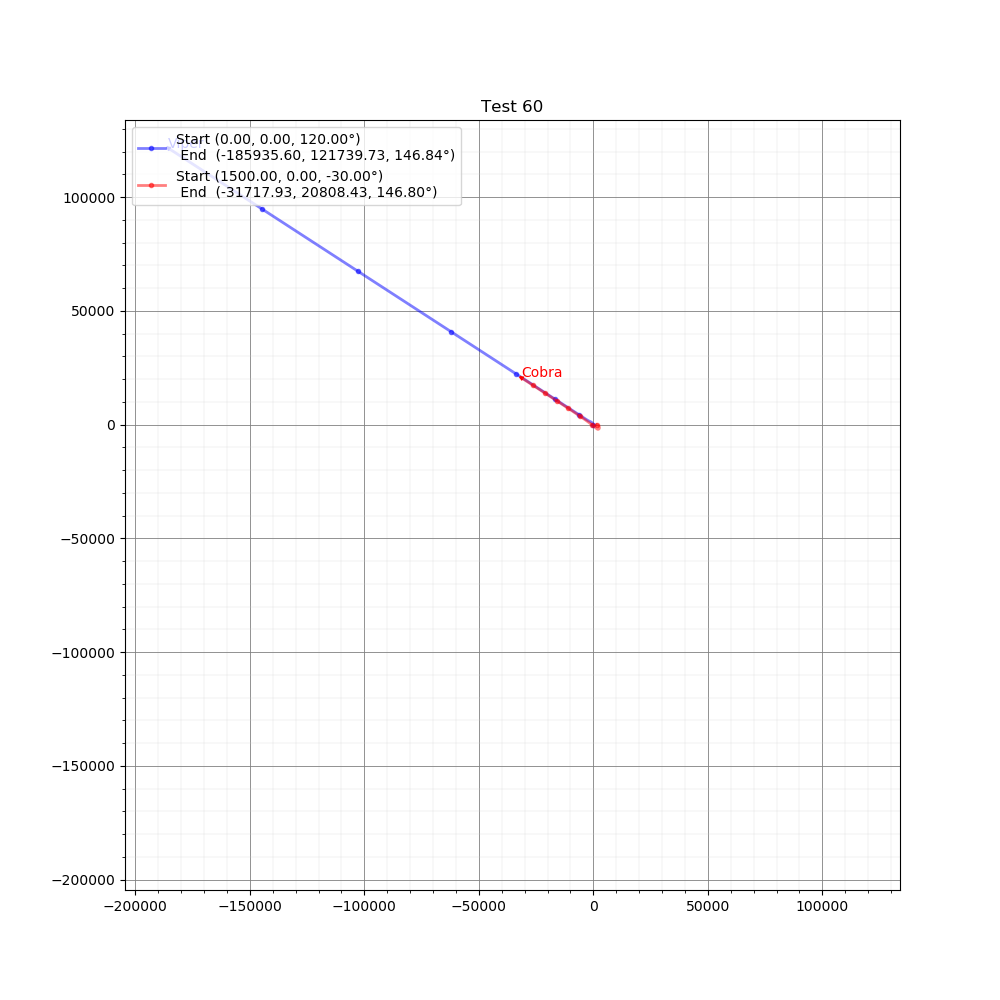 Test 60
Start (0.00, 0.00, 120.00°)
End (-185935.60, 121739.73, 146.84°)
Start (1500.00, 0.00, -30.00°)
End (-31717.93, 20808.43, 146.80°)
100000
50000
Cobra
0
−50000
−100000
−150000
−200000
−200000 −150000 −100000 −50000 0 50000 100000